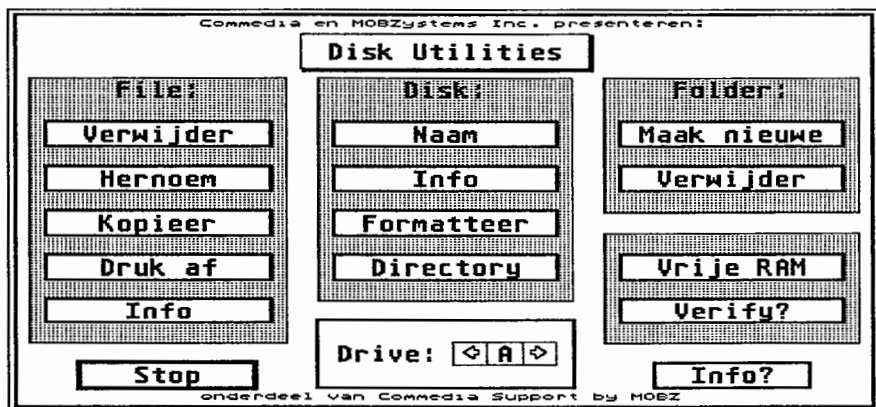 Commedia en MOBZystems Inc. presenteren:
Disk Utilities
File:
Verwijder
Hernoem
Kopieer
Druk af
Info
Stop
Disk:
Naam
Info
Formatteer
Directory
Drive: A
Folder:
Maak nieuwe
Verwijder
Vrije RAM
Verify?
Info?
onderdeel van Commedia Support by MOBZ